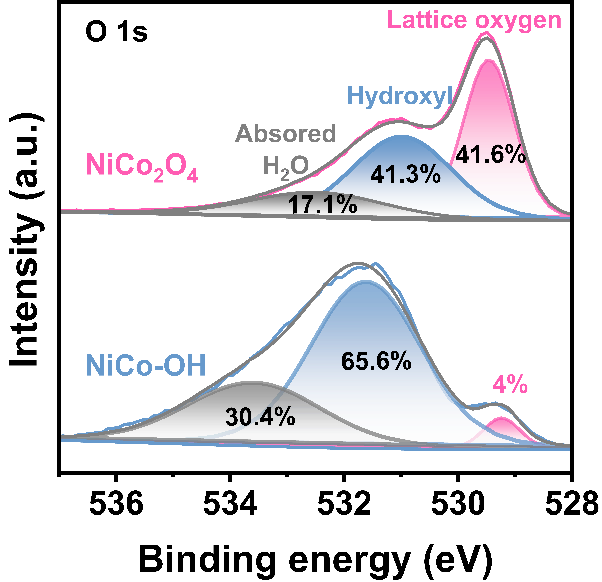 O 1s
Lattice oxygen
Hydroxyl
Absored
H₂O
NiCo₂O₄
41.6%
41.3%
17.1%
NiCo-OH
65.6%
4%
30.4%
Intensity (a.u.)
536 534 532 530 528
Binding energy (eV)